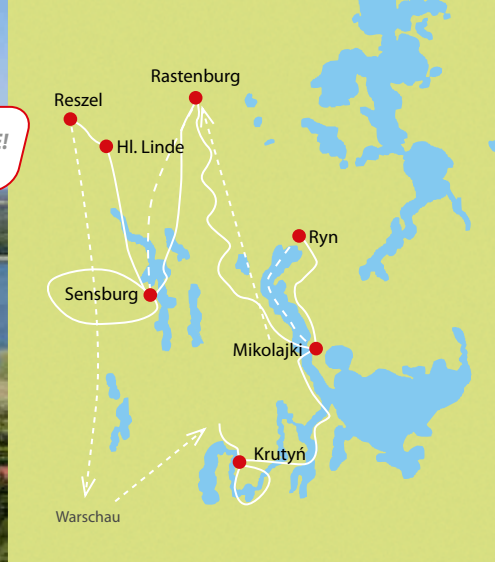 Rastenburg
Reszel
E!
Hl. Linde
Ryn
Sensburg
Mikolajki
Krutyń
Warschau